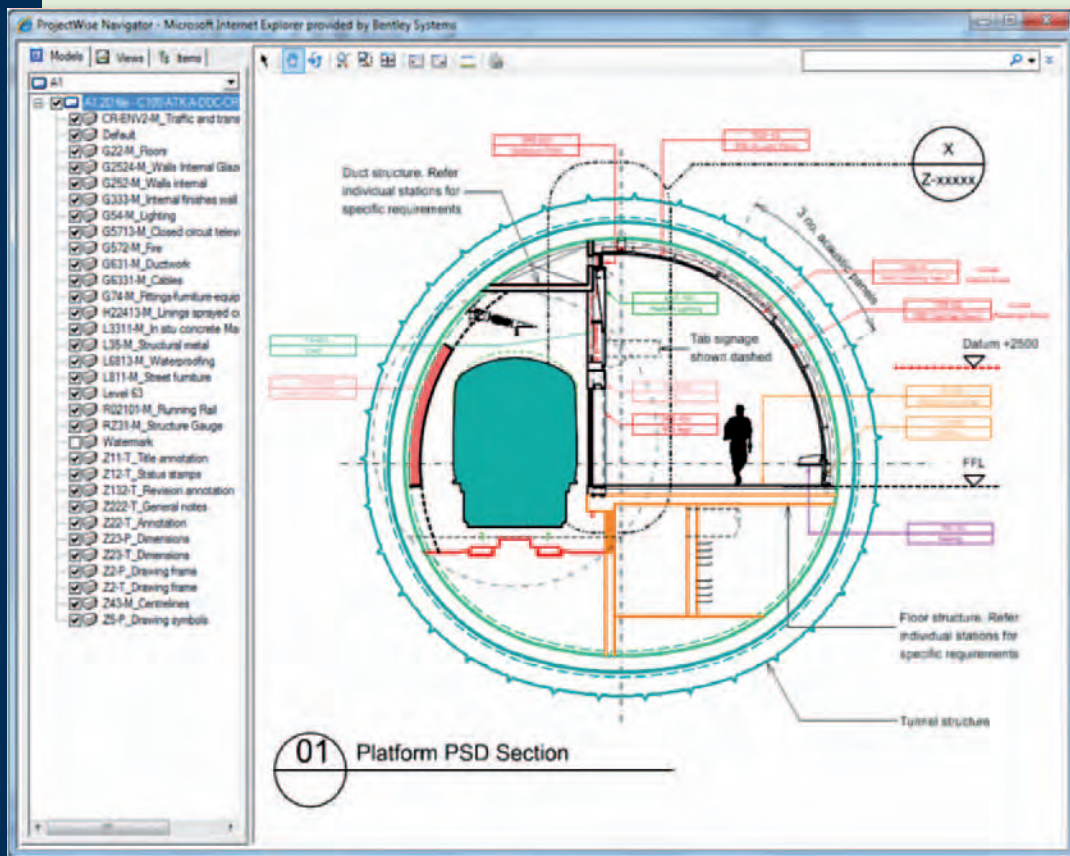 ProjectWise Navigator - Microsoft Internet Explorer provided by Bentley Systems
Models Views Items
A1
A1 2D file - C100-ATK-A-DDC-CR
CR-ENV2-M_Traffic and trans
Default
G22-M_Floors
G2524-M_Walls Internal Glaz
G252-M_Walls internal
G333-M_Internal finishes wall
G54-M_Lighting
G5713-M_Closed circuit televi
G572-M_Fire
G631-M_Ductwork
G6331-M_Cables
G74-M_Fittings furniture equip
H22413-M_Linings sprayed c
L3311-M_In situ concrete Ma
L35-M_Structural metal
L6813-M_Waterproofing
L811-M_Street furniture
Level 63
R02101-M_Running Rail
RZ31-M_Structure Gauge
Watermark
Z11-T_Title annotation
Z12-T_Status stamps
Z132-T_Revision annotation
Z222-T_General notes
Z22-T_Annotation
Z23-P_Dimensions
Z23-T_Dimensions
Z2-P_Drawing frame
Z2-T_Drawing frame
Z43-M_Centrelines
Z5-P_Drawing symbols
Duct structure. Refer
individual stations for
specific requirements
X
Z-xxxxx
3 no. acoustic panels
Tab signage
shown dashed
Datum +2500
FFL
Floor structure. Refer
individual stations for
specific requirements
Tunnel structure
01
Platform PSD Section